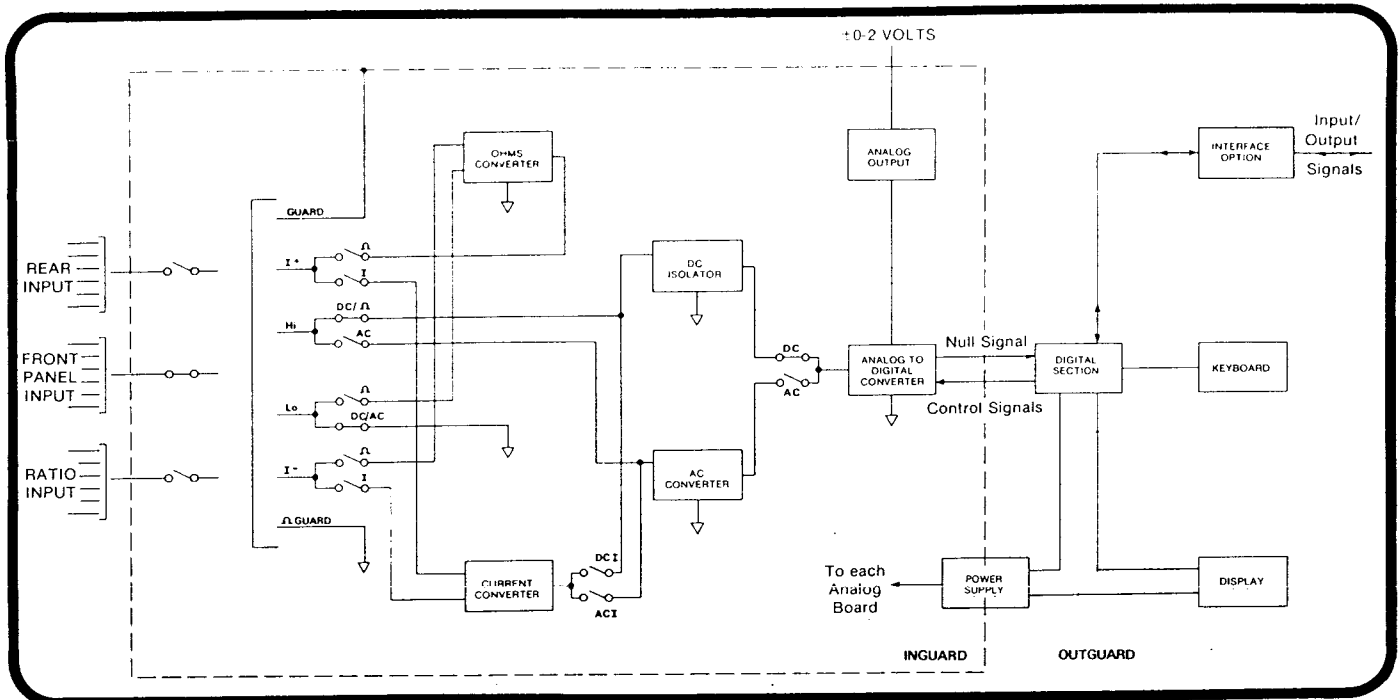 ±0-2 VOLTS
Input/
Output
Signals
INTERFACE
OPTION
ANALOG
OUTPUT
OHMS
CONVERTER
GUARD
REAR
INPUT
I+
Ω
I
DC/Ω
Hi
AC
DC
ISOLATOR
FRONT
PANEL
INPUT
DC
AC
ANALOG TO
DIGITAL
CONVERTER
Null Signal
Control Signals
DIGITAL
SECTION
KEYBOARD
Lo
Ω
DC/AC
RATIO
INPUT
I-
Ω
I
AC
CONVERTER
Ω GUARD
CURRENT
CONVERTER
DCI
ACI
To each
Analog
Board
POWER
SUPPLY
DISPLAY
INGUARD
OUTGUARD